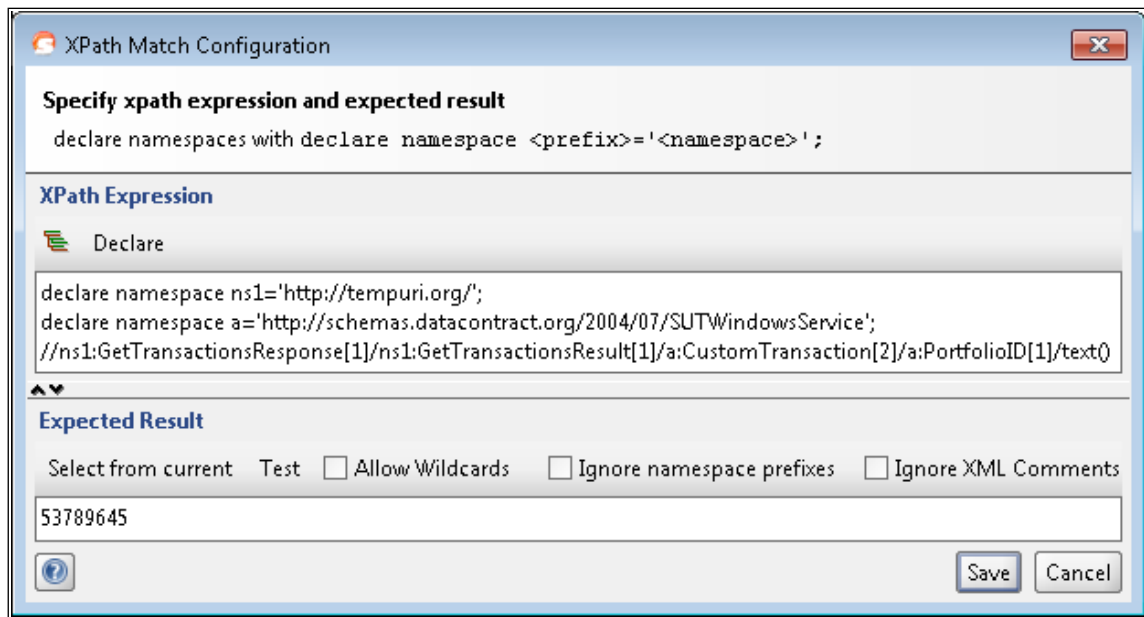 XPath Match Configuration
Specify xpath expression and expected result
declare namespaces with declare namespace <prefix>='<namespace>';
XPath Expression
Declare
declare namespace ns1='http://tempuri.org/';
declare namespace a='http://schemas.datacontract.org/2004/07/SUTWindowsService';
//ns1:GetTransactionsResponse[1]/ns1:GetTransactionsResult[1]/a:CustomTransaction[2]/a:PortfolioID[1]/text()
Expected Result
Select from current Test Allow Wildcards Ignore namespace prefixes Ignore XML Comments
53789645
Save Cancel